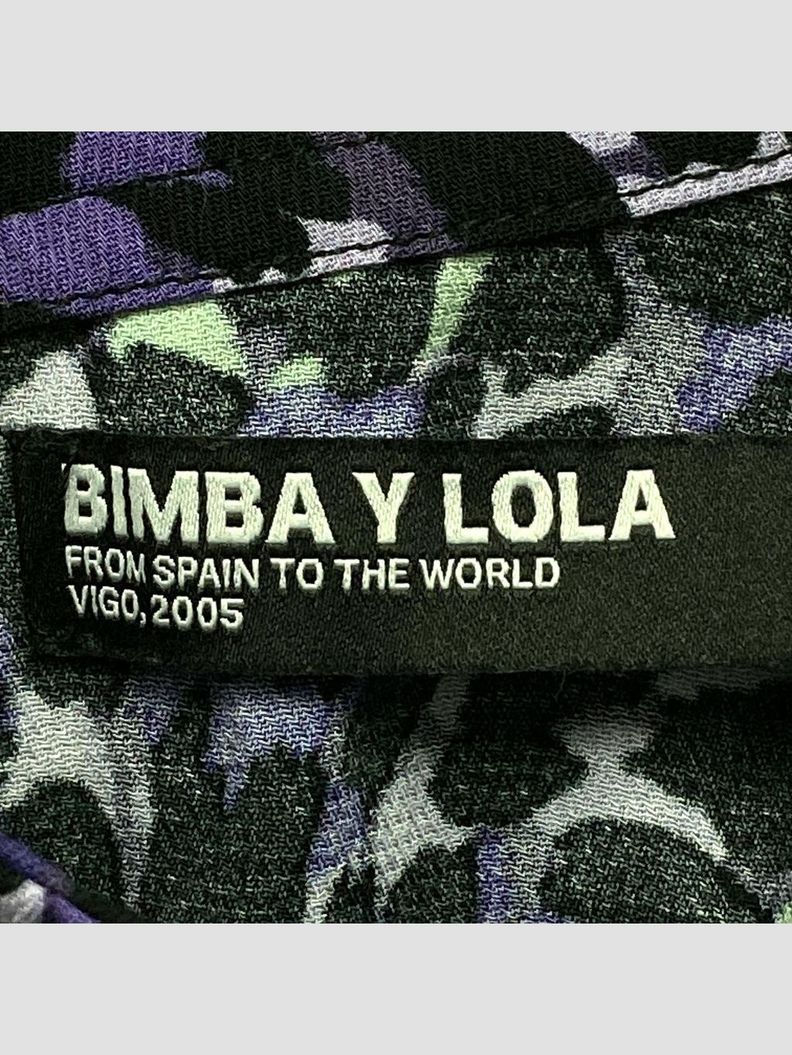 BIMBA Y LOLA
FROM SPAIN TO THE WORLD
VIGO, 2005